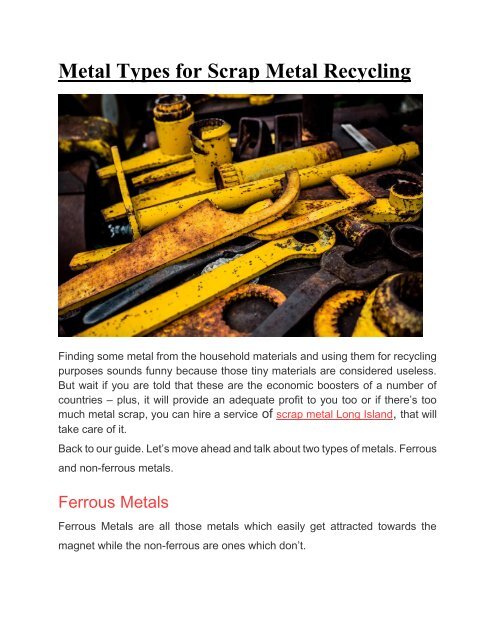 Metal Types for Scrap Metal Recycling
Finding some metal from the household materials and using them for recycling
purposes sounds funny because those tiny materials are considered useless.
But wait if you are told that these are the economic boosters of a number of
countries – plus, it will provide an adequate profit to you too or if there’s too
much metal scrap, you can hire a service of scrap metal Long Island, that will
take care of it.
Back to our guide. Let’s move ahead and talk about two types of metals. Ferrous
and non-ferrous metals.
Ferrous Metals
Ferrous Metals are all those metals which easily get attracted towards the
magnet while the non-ferrous are ones which don’t.